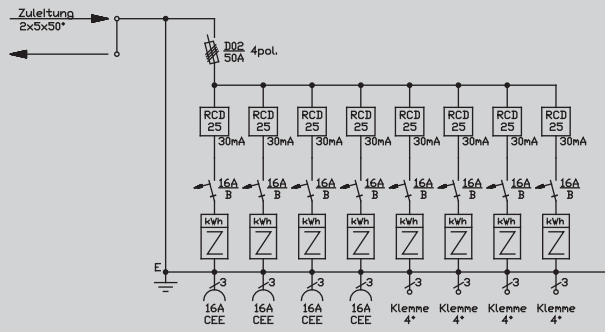 Zuleitung
2x5x50°
D02
50A
4pol.
RCD RCD RCD RCD RCD RCD RCD RCD
25 25 25 25 25 25 25 25
30mA 30mA 30mA 30mA 30mA 30mA 30mA 30mA
16A 16A 16A 16A 16A 16A 16A 16A
B B B B B B B B
kWh kWh kWh kWh kWh kWh kWh kWh
Z Z Z Z Z Z Z Z
E
3 3 3 3 3 3 3 3
16A 16A 16A 16A Klemme Klemme Klemme Klemme
CEE CEE CEE CEE 4° 4° 4° 4°